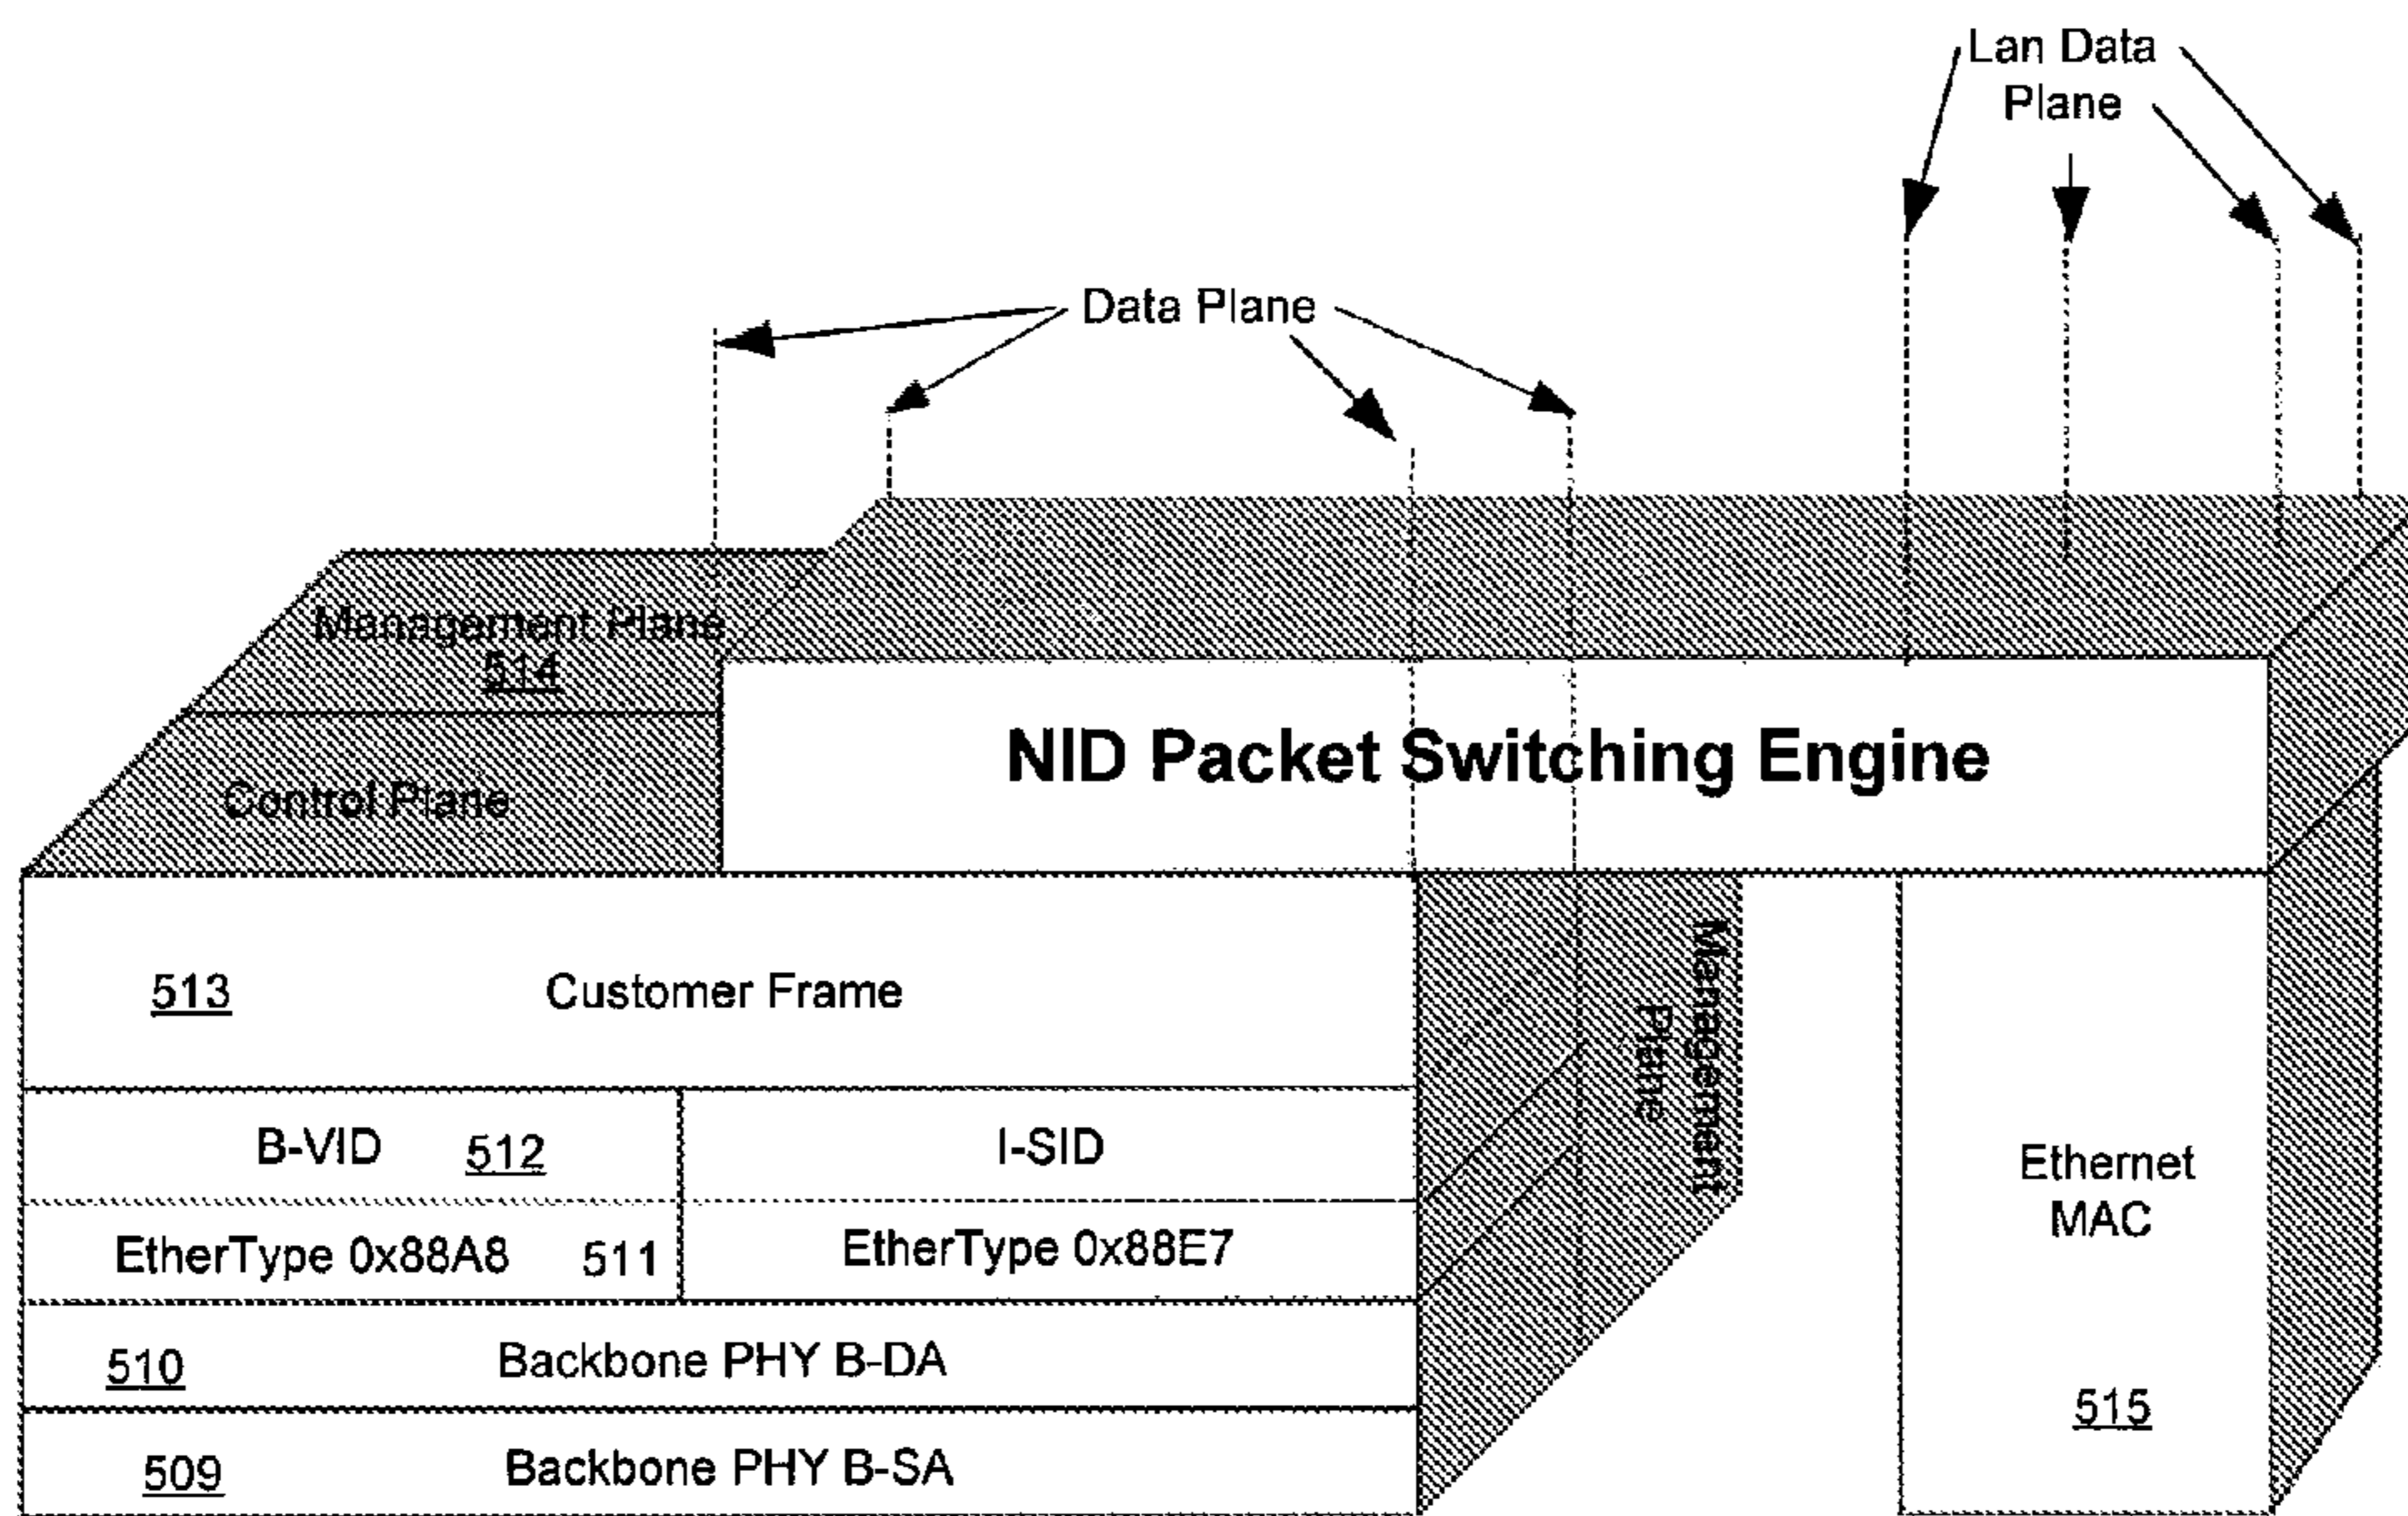 Lan Data
Plane
Data Plane
Management Plane
514
NID Packet Switching Engine
Control Plane
513 Customer Frame
Management
Plane
B-VID 512 I-SID
Ethernet
MAC
EtherType 0x88A8 511 EtherType 0x88E7
510 Backbone PHY B-DA
515
509 Backbone PHY B-SA